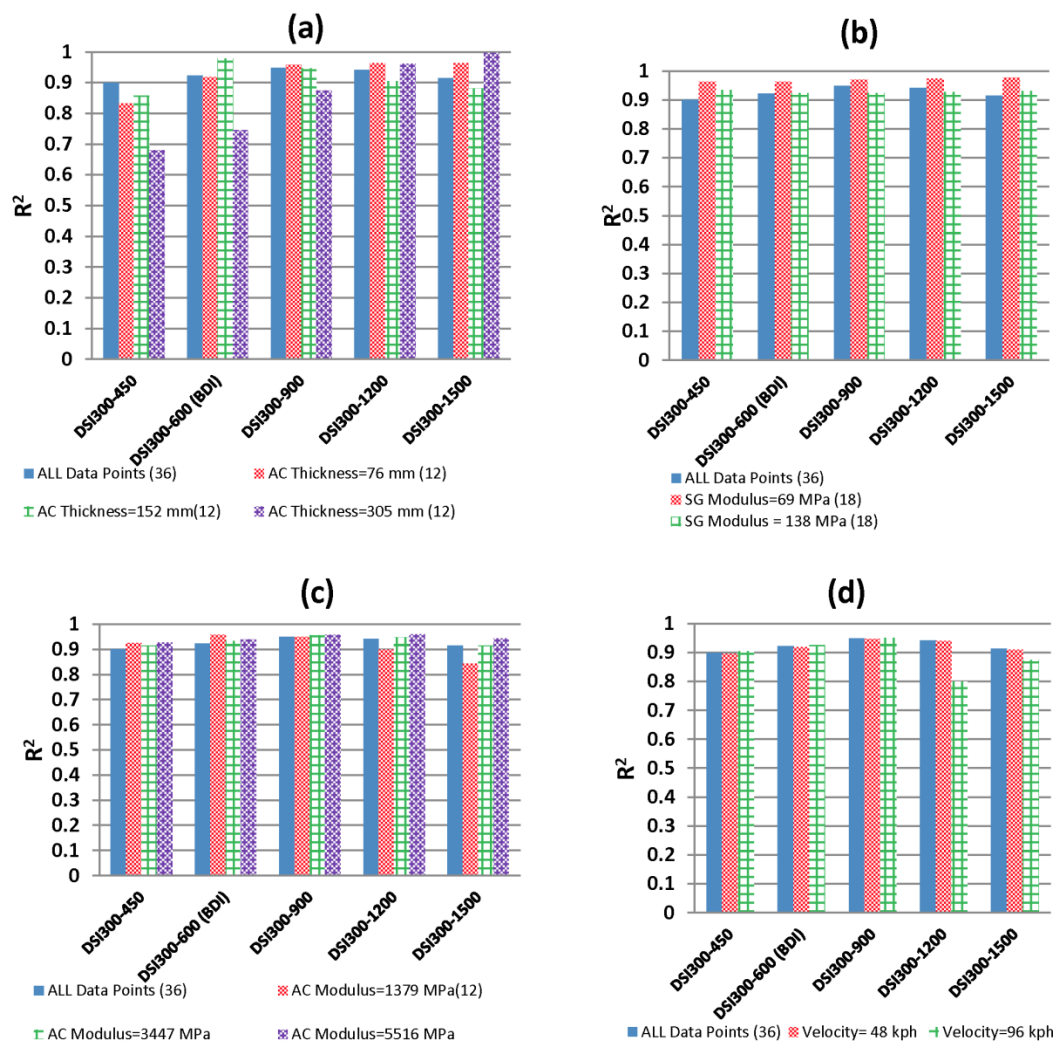 (a)
R²
1
0.9
0.8
0.7
0.6
0.5
0.4
0.3
0.2
0.1
0
DSI300-450
DSI300-600 (BDI)
DSI300-900
DSI300-1200
DSI300-1500
ALL Data Points (36)
AC Thickness=76 mm (12)
AC Thickness=152 mm(12)
AC Thickness=305 mm (12)
(b)
R²
1
0.9
0.8
0.7
0.6
0.5
0.4
0.3
0.2
0.1
0
DSI300-450
DSI300-600 (BDI)
DSI300-900
DSI300-1200
DSI300-1500
ALL Data Points (36)
SG Modulus=69 MPa (18)
SG Modulus = 138 MPa (18)
(c)
R²
1
0.9
0.8
0.7
0.6
0.5
0.4
0.3
0.2
0.1
0
DSI300-450
DSI300-600 (BDI)
DSI300-900
DSI300-1200
DSI300-1500
ALL Data Points (36)
AC Modulus=1379 MPa(12)
AC Modulus=3447 MPa
AC Modulus=5516 MPa
(d)
R²
1
0.9
0.8
0.7
0.6
0.5
0.4
0.3
0.2
0.1
0
DSI300-450
DSI300-600 (BDI)
DSI300-900
DSI300-1200
DSI300-1500
ALL Data Points (36)
Velocity= 48 kph
Velocity=96 kph